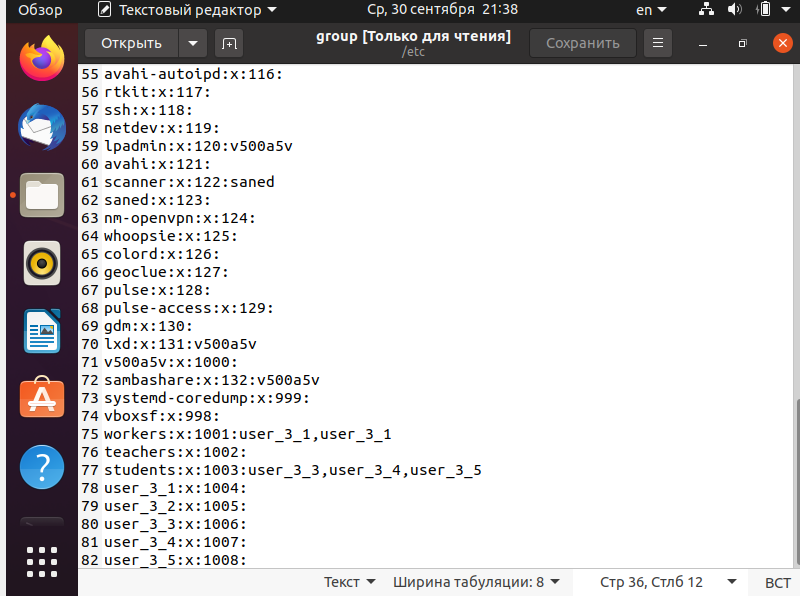 Обзор Текстовый редактор Ср, 30 сентября 21:38 en
Открыть group [Только для чтения] Сохранить
/etc
55 avahi-autoipd:x:116:
56 rtkit:x:117:
57 ssh:x:118:
58 netdev:x:119:
59 lpadmin:x:120:v500a5v
60 avahi:x:121:
61 scanner:x:122:saned
62 saned:x:123:
63 nm-openvpn:x:124:
64 whoopsie:x:125:
65 colord:x:126:
66 geoclue:x:127:
67 pulse:x:128:
68 pulse-access:x:129:
69 gdm:x:130:
70 lxd:x:131:v500a5v
71 v500a5v:x:1000:
72 sambashare:x:132:v500a5v
73 systemd-coredump:x:999:
74 vboxsf:x:998:
75 workers:x:1001:user_3_1,user_3_1
76 teachers:x:1002:
77 students:x:1003:user_3_3,user_3_4,user_3_5
78 user_3_1:x:1004:
79 user_3_2:x:1005:
80 user_3_3:x:1006:
81 user_3_4:x:1007:
82 user_3_5:x:1008:
Текст Ширина табуляции: 8 Стр 36, Стлб 12 ВСТ